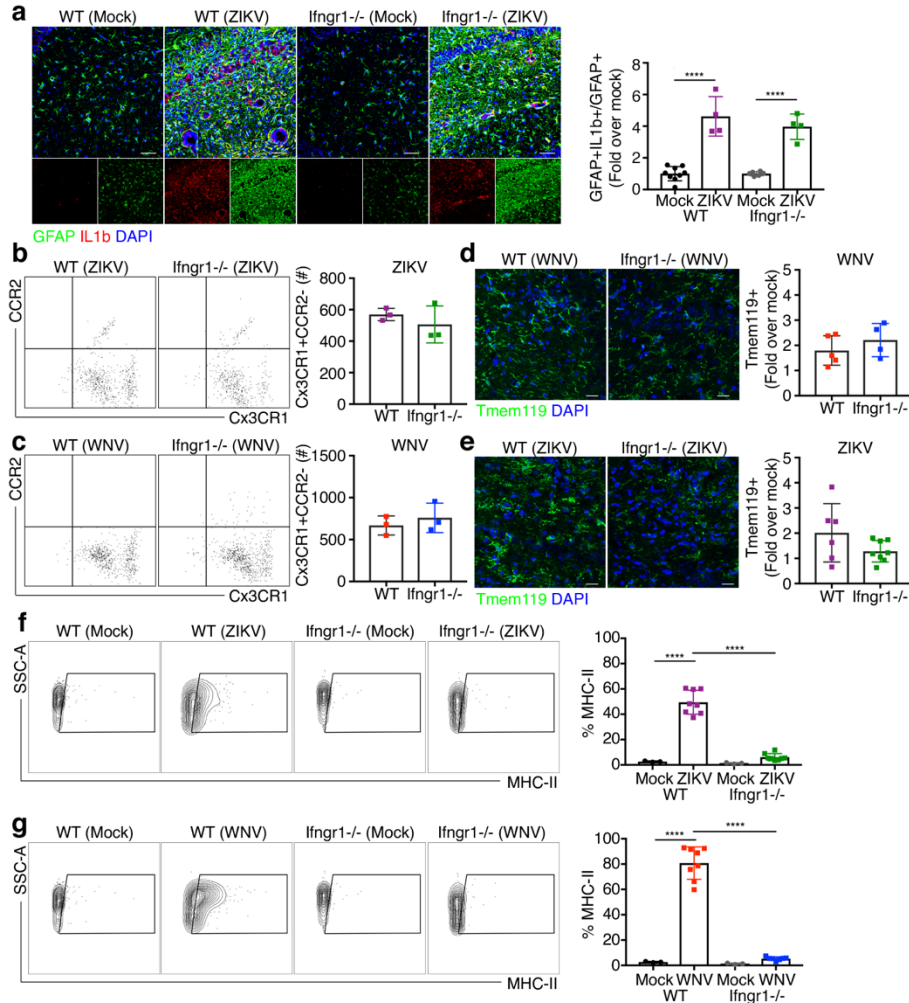 a
WT (Mock)
WT (ZIKV)
Ifngr1-/- (Mock)
Ifngr1-/- (ZIKV)
GFAP IL1b DAPI
GFAP+IL1b+/GFAP+
(Fold over mock)
8
6
4
2
0
****
****
Mock ZIKV
Mock ZIKV
WT
Ifngr1-/-
b
WT (ZIKV)
Ifngr1-/- (ZIKV)
CCR2
Cx3CR1
ZIKV
Cx3CR1+CCR2- (#)
800
600
400
200
0
WT
Ifngr1-/-
d
WT (WNV)
Ifngr1-/- (WNV)
Tmem119 DAPI
WNV
Tmem119+
(Fold over mock)
5
4
3
2
1
0
WT
Ifngr1-/-
c
WT (WNV)
Ifngr1-/- (WNV)
CCR2
Cx3CR1
WNV
Cx3CR1+CCR2- (#)
1500
1000
500
0
WT
Ifngr1-/-
e
WT (ZIKV)
Ifngr1-/- (ZIKV)
Tmem119 DAPI
ZIKV
Tmem119+
(Fold over mock)
5
4
3
2
1
0
WT
Ifngr1-/-
f
WT (Mock)
WT (ZIKV)
Ifngr1-/- (Mock)
Ifngr1-/- (ZIKV)
SSC-A
MHC-II
% MHC-II
100
80
60
40
20
0
****
****
Mock ZIKV
Mock ZIKV
WT
Ifngr1-/-
g
WT (Mock)
WT (WNV)
Ifngr1-/- (Mock)
Ifngr1-/- (WNV)
SSC-A
MHC-II
% MHC-II
100
80
60
40
20
0
****
****
Mock WNV
Mock WNV
WT
Ifngr1-/-